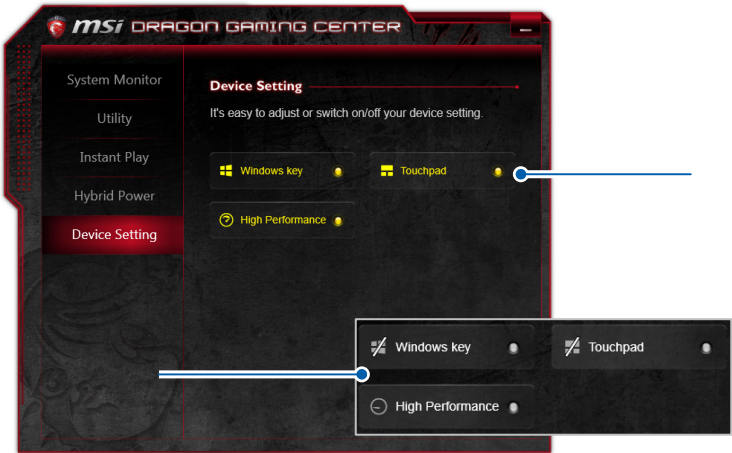 msi DRAGON GAMING CENTER
System Monitor
Utility
Instant Play
Hybrid Power
Device Setting
Device Setting
It's easy to adjust or switch on/off your device setting.
Windows key
Touchpad
High Performance
Windows key
Touchpad
High Performance